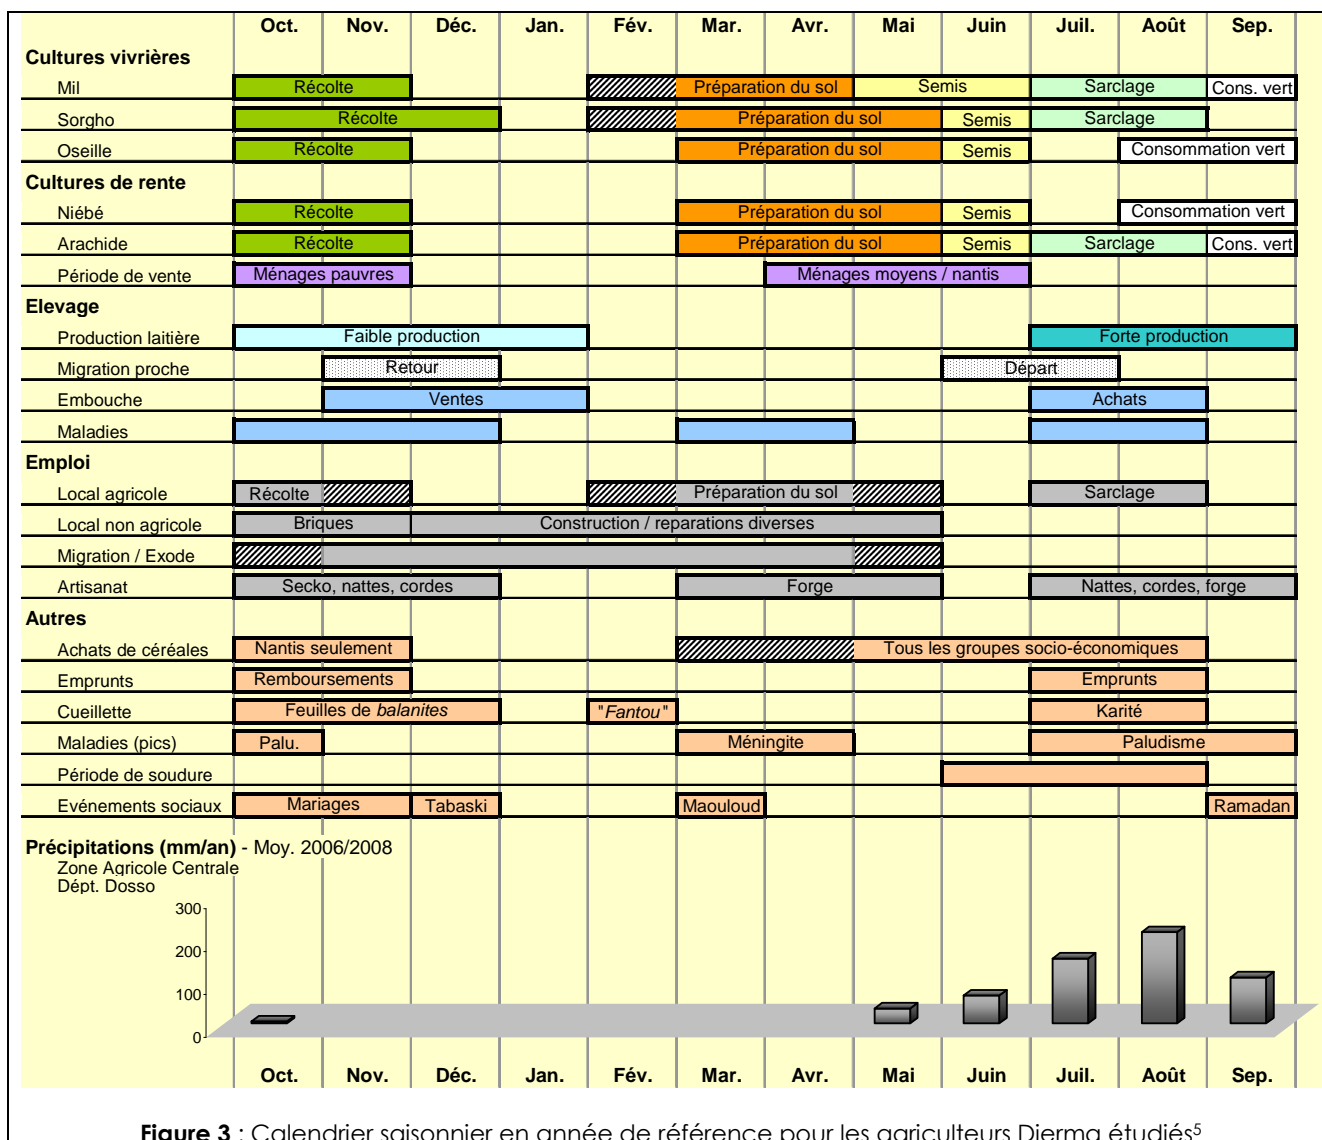 Oct. Nov. Déc. Jan. Fév. Mar. Avr. Mai Juin Juil. Août Sep.
Cultures vivrières
Mil Récolte Préparation du sol Semis Sarclage Cons. vert
Sorgho Récolte Préparation du sol Semis Sarclage
Oseille Récolte Préparation du sol Semis Consommation vert
Cultures de rente
Niébé Récolte Préparation du sol Semis Consommation vert
Arachide Récolte Préparation du sol Semis Sarclage Cons. vert
Période de vente Ménages pauvres Ménages moyens / nantis
Elevage
Production laitière Faible production Forte production
Migration proche Retour Départ
Embouche Ventes Achats
Maladies
Emploi
Local agricole Récolte Préparation du sol Sarclage
Local non agricole Briques Construction / reparations diverses
Migration / Exode
Artisanat Secko, nattes, cordes Forge Nattes, cordes, forge
Autres
Achats de céréales Nantis seulement Tous les groupes socio-économiques
Emprunts Remboursements Emprunts
Cueillette Feuilles de balanites "Fantou" Karité
Maladies (pics) Palu. Méningite Paludisme
Période de soudure
Evénements sociaux Mariages Tabaski Maouloud Ramadan
Précipitations (mm/an) - Moy. 2006/2008
Zone Agricole Centrale
Dépt. Dosso
300
200
100
0
Oct. Nov. Déc. Jan. Fév. Mar. Avr. Mai Juin Juil. Août Sep.
Figure 3 : Calendrier saisonnier en année de référence pour les agriculteurs Djerma étudiés⁵